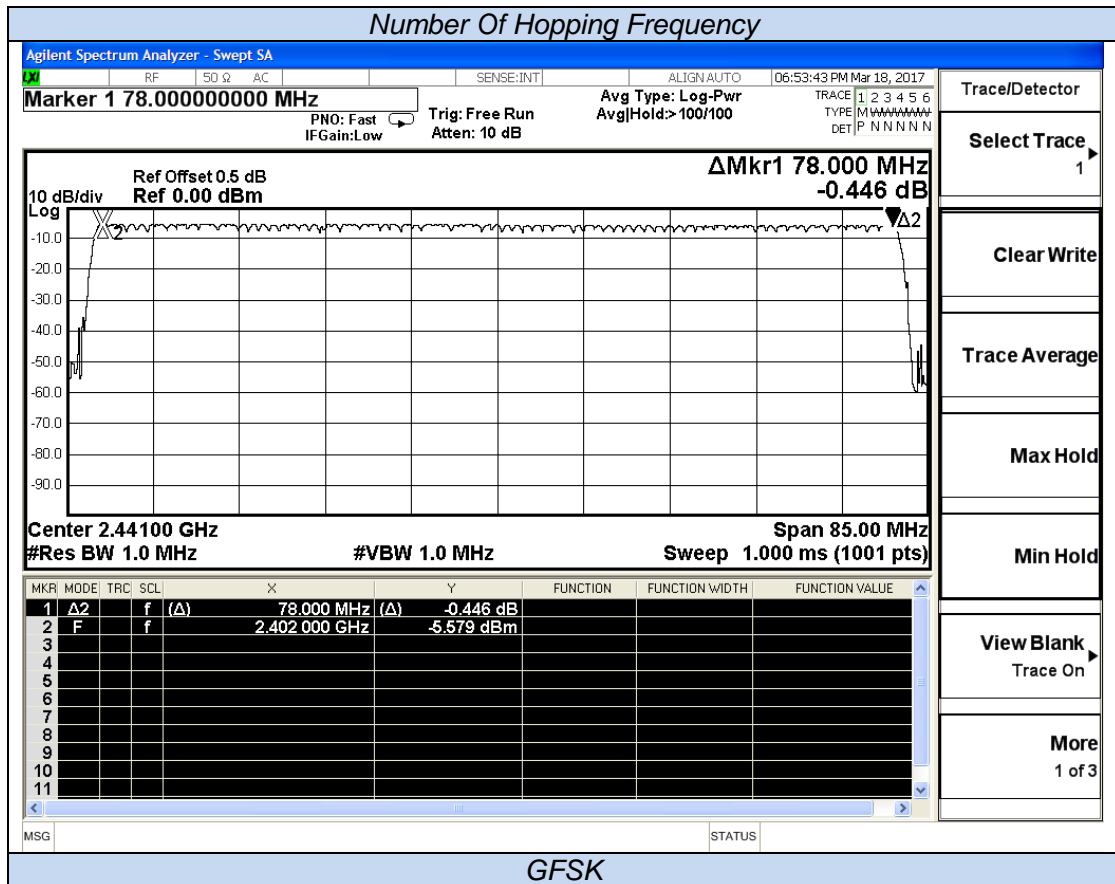 Number Of Hopping Frequency
Agilent Spectrum Analyzer - Swept SA
LXI RF 50 Ω AC SENSE:INT ALIGN AUTO 06:53:43 PM Mar 18, 2017
Marker 1 78.000000000 MHz
PNO: Fast
IFGain:Low
Trig: Free Run
Atten: 10 dB
Avg Type: Log-Pwr
Avg|Hold:>100/100
TRACE 1 2 3 4 5 6
TYPE M
DET P N N N N N
Ref Offset 0.5 dB
10 dB/div Ref 0.00 dBm
Log
ΔMkr1 78.000 MHz
-0.446 dB
2
Δ2
-10.0
-20.0
-30.0
-40.0
-50.0
-60.0
-70.0
-80.0
-90.0
Center 2.44100 GHz Span 85.00 MHz
#Res BW 1.0 MHz #VBW 1.0 MHz Sweep 1.000 ms (1001 pts)
MKR MODE TRC SCL X Y FUNCTION FUNCTION WIDTH FUNCTION VALUE
1 Δ2 f (Δ) 78.000 MHz (Δ) -0.446 dB
2 F f 2.402 000 GHz -5.579 dBm
3
4
5
6
7
8
9
10
11
MSG STATUS
Trace/Detector
Select Trace
1
Clear Write
Trace Average
Max Hold
Min Hold
View Blank
Trace On
More
1 of 3
GFSK